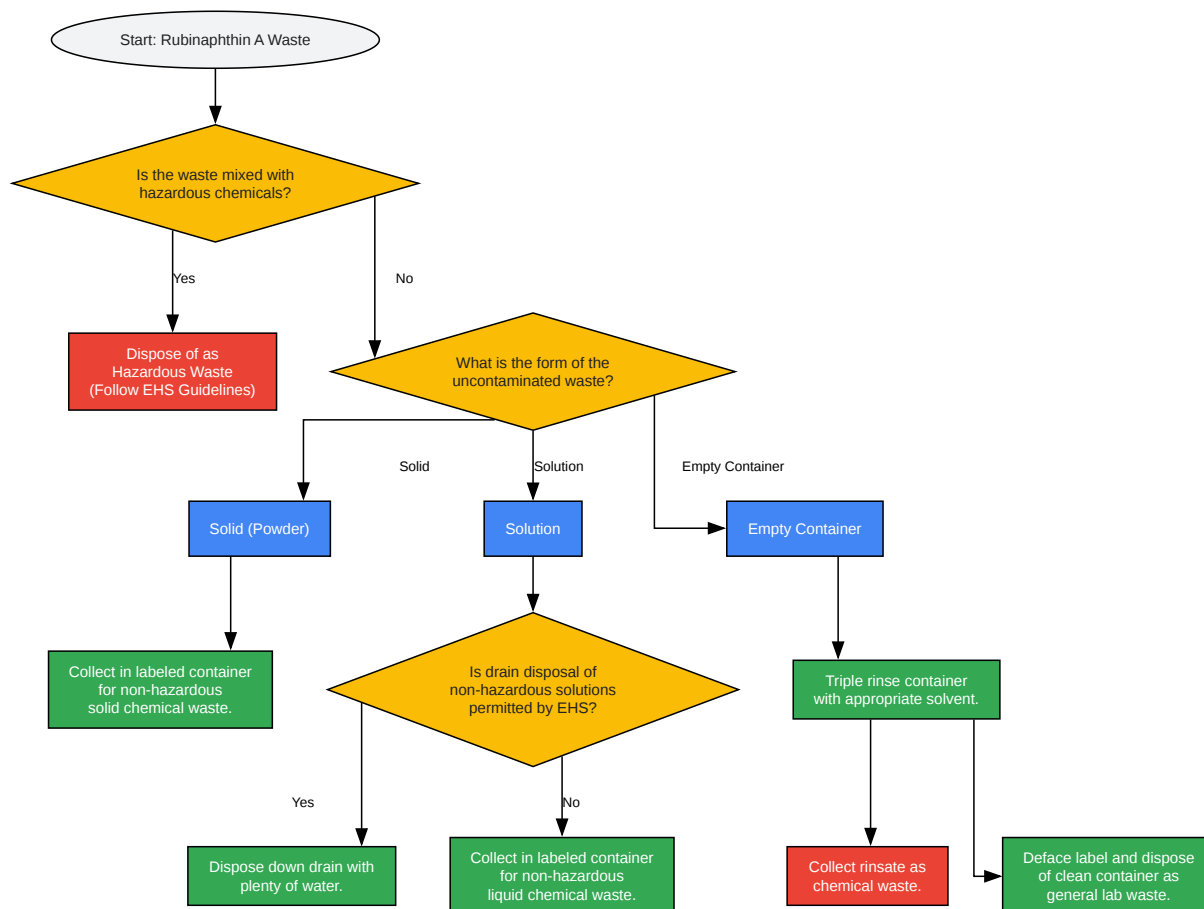 Start: Rubinaphthin A Waste
Is the waste mixed with
hazardous chemicals?
Yes
No
Dispose of as
Hazardous Waste
(Follow EHS Guidelines)
What is the form of the
uncontaminated waste?
Solid
Solution
Empty Container
Solid (Powder)
Solution
Empty Container
Collect in labeled container
for non-hazardous
solid chemical waste.
Is drain disposal of
non-hazardous solutions
permitted by EHS?
Triple rinse container
with appropriate solvent.
Yes
No
Dispose down drain with
plenty of water.
Collect in labeled container
for non-hazardous
liquid chemical waste.
Collect rinsate as
chemical waste.
Deface label and dispose
of clean container as
general lab waste.